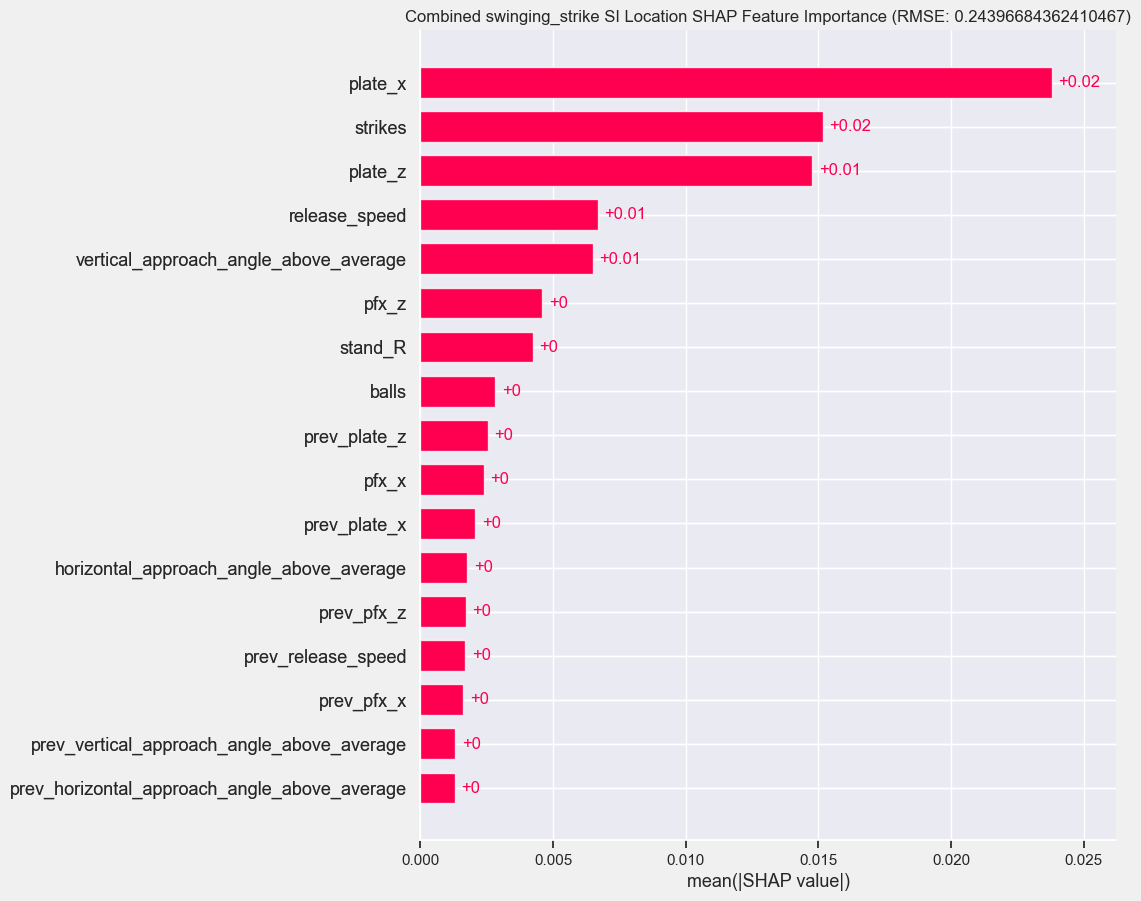 Combined swinging_strike SI Location SHAP Feature Importance (RMSE: 0.24396684362410467)
plate_x +0.02
strikes +0.02
plate_z +0.01
release_speed +0.01
vertical_approach_angle_above_average +0.01
pfx_z +0
stand_R +0
balls +0
prev_plate_z +0
pfx_x +0
prev_plate_x +0
horizontal_approach_angle_above_average +0
prev_pfx_z +0
prev_release_speed +0
prev_pfx_x +0
prev_vertical_approach_angle_above_average +0
prev_horizontal_approach_angle_above_average +0
0.000 0.005 0.010 0.015 0.020 0.025
mean(|SHAP value|)